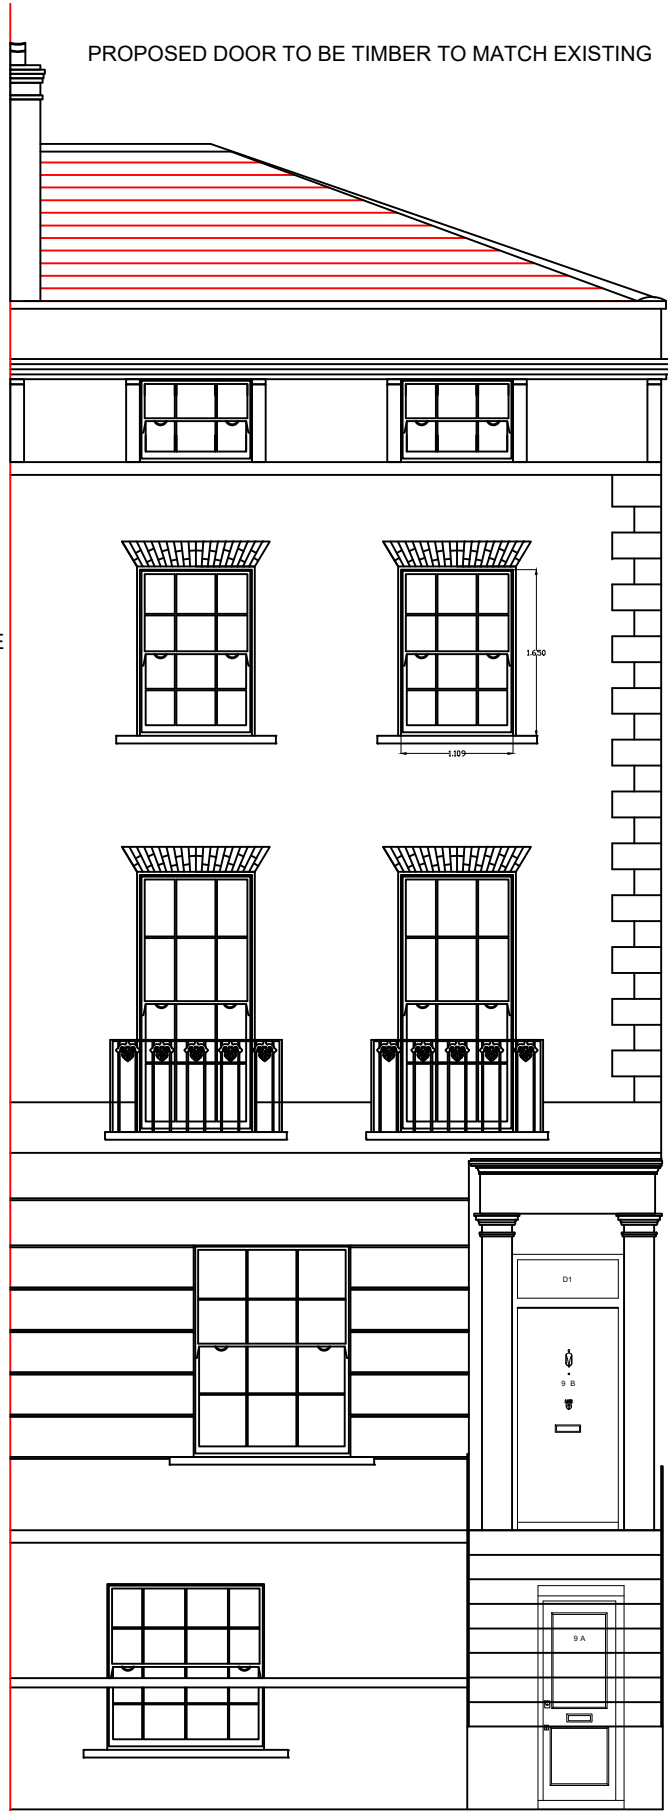 PROPOSED DOOR TO BE TIMBER TO MATCH EXISTING
E
1.650
1.109
D1
9 B
9 A